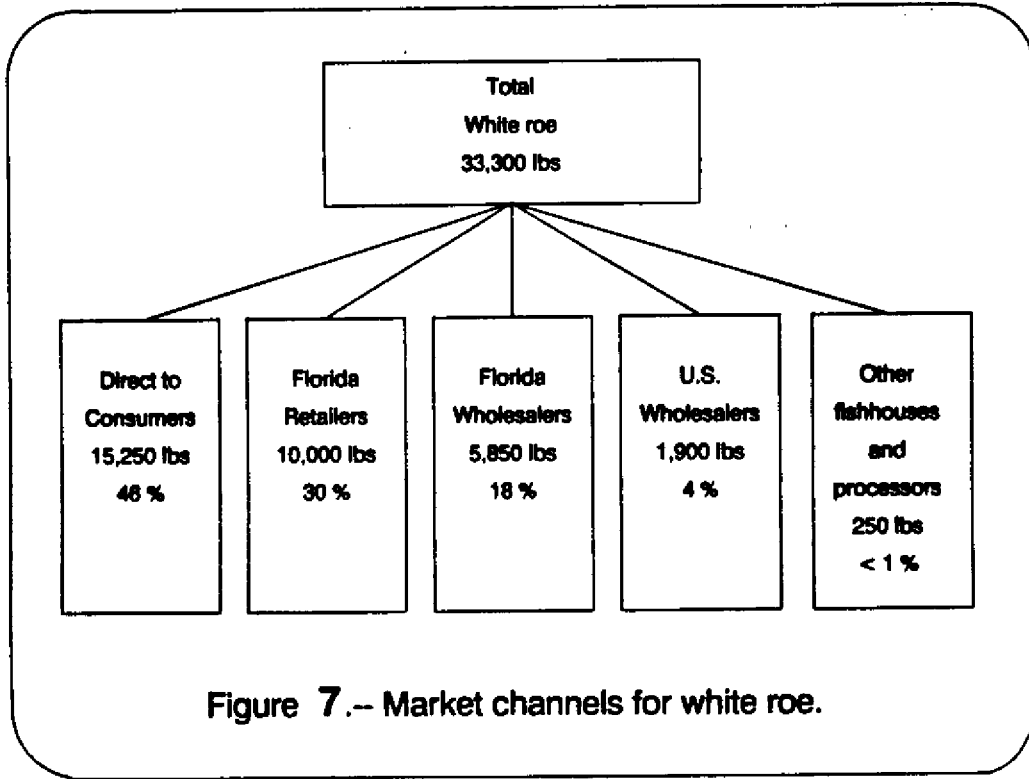 Total
White roe
33,300 lbs
Direct to
Consumers
15,250 lbs
46 %
Florida
Retailers
10,000 lbs
30 %
Florida
Wholesalers
5,850 lbs
18 %
U.S.
Wholesalers
1,900 lbs
4 %
Other
fishhouses
and
processors
250 lbs
< 1 %
Figure 7.-- Market channels for white roe.